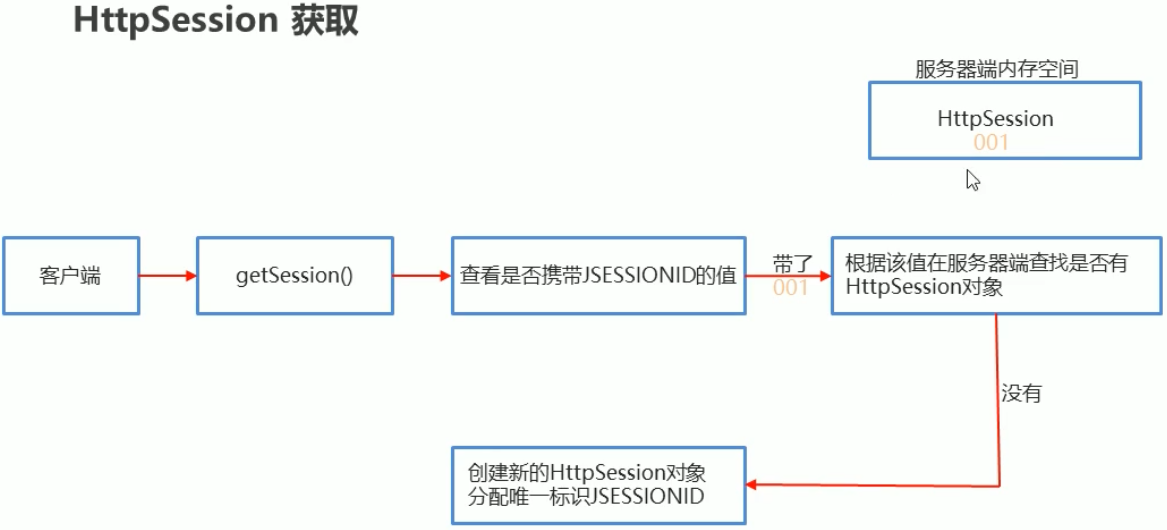 HttpSession 获取
服务器端内存空间
HttpSession
001
客户端
getSession()
查看是否携带JSESSIONID的值
带了
001
根据该值在服务器端查找是否有
HttpSession对象
没有
创建新的HttpSession对象
分配唯一标识JSESSIONID